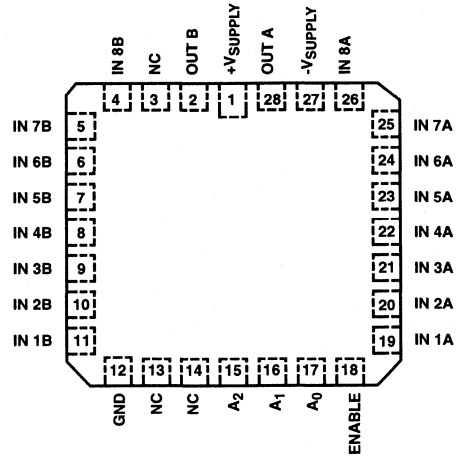 IN 8B NC OUT B +VSUPPLY OUT A -VSUPPLY IN 8A
4 3 2 1 28 27 26
IN 7B 5 25 IN 7A
IN 6B 6 24 IN 6A
IN 5B 7 23 IN 5A
IN 4B 8 22 IN 4A
IN 3B 9 21 IN 3A
IN 2B 10 20 IN 2A
IN 1B 11 19 IN 1A
12 13 14 15 16 17 18
GND NC NC A2 A1 A0 ENABLE